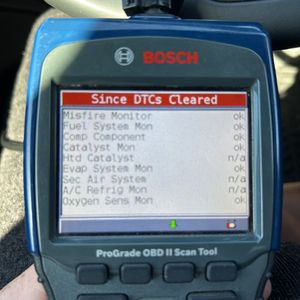 BOSCH
Since DTCs Cleared
Misfire Monitor ok
Fuel System Mon ok
Comp Component ok
Catalyst Mon ok
Htd Catalyst n/a
Evap System Mon ok
Sec Air System n/a
A/C Refrig Mon n/a
Oxygen Sens Mon ok
ProGrade OBD II Scan Tool